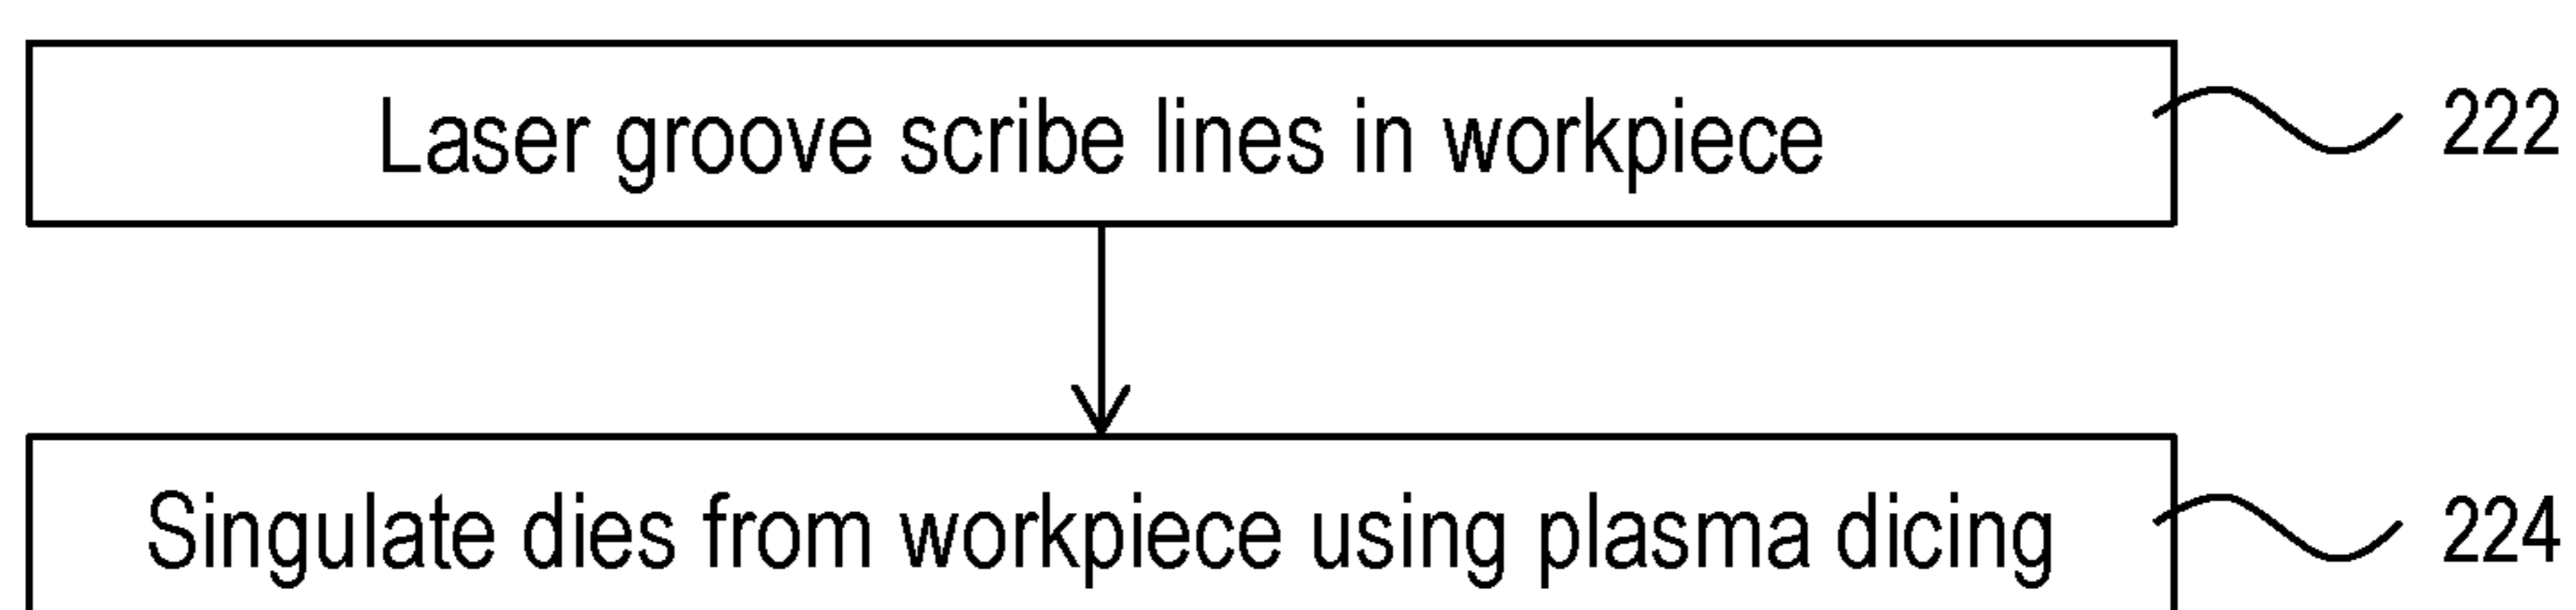 Laser groove scribe lines in workpiece 222
Singulate dies from workpiece using plasma dicing 224